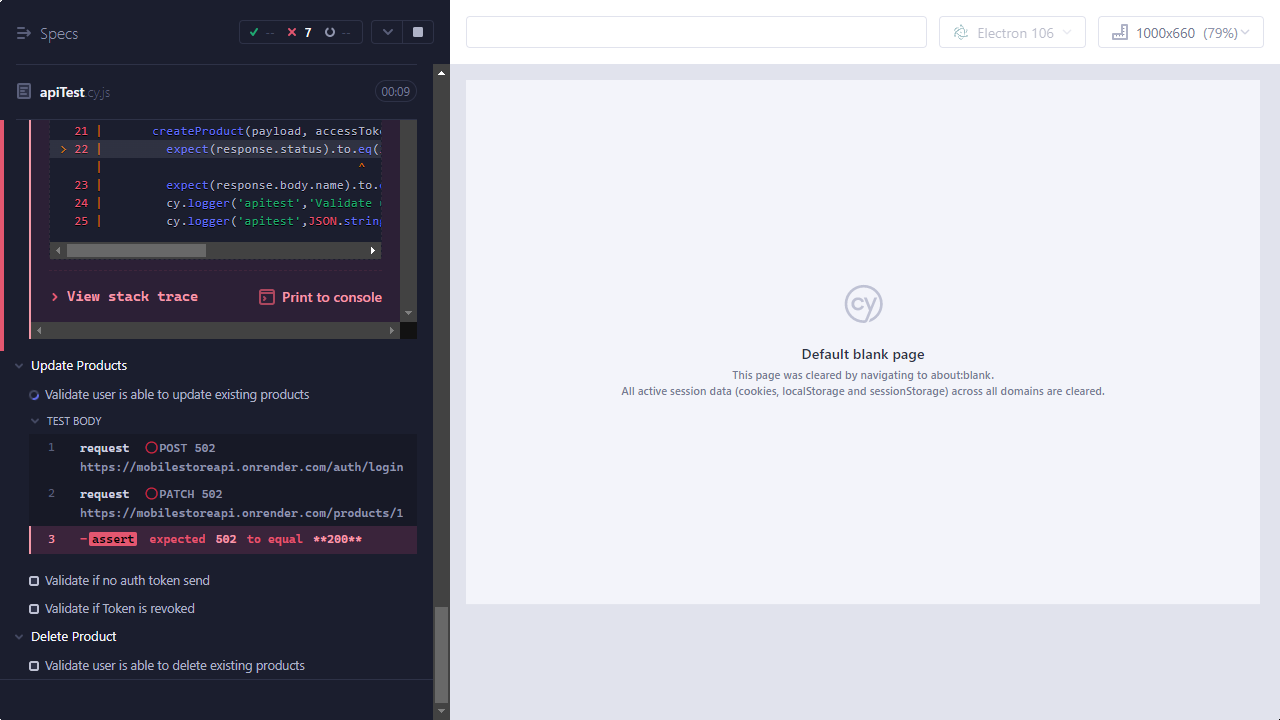 Specs
-- 7 --
apiTest.cy.js
00:09
21 | createProduct(payload, accessToke
> 22 | expect(response.status).to.eq(
| ^
23 | expect(response.body.name).to.
24 | cy.logger('apitest','Validate
25 | cy.logger('apitest',JSON.string
View stack trace
Print to console
Update Products
Validate user is able to update existing products
TEST BODY
1 request POST 502
https://mobilestoreapi.onrender.com/auth/login
2 request PATCH 502
https://mobilestoreapi.onrender.com/products/1
3 -assert expected 502 to equal **200**
Validate if no auth token send
Validate if Token is revoked
Delete Product
Validate user is able to delete existing products
Electron 106
1000x660 (79%)
cy
Default blank page
This page was cleared by navigating to about:blank.
All active session data (cookies, localStorage and sessionStorage) across all domains are cleared.